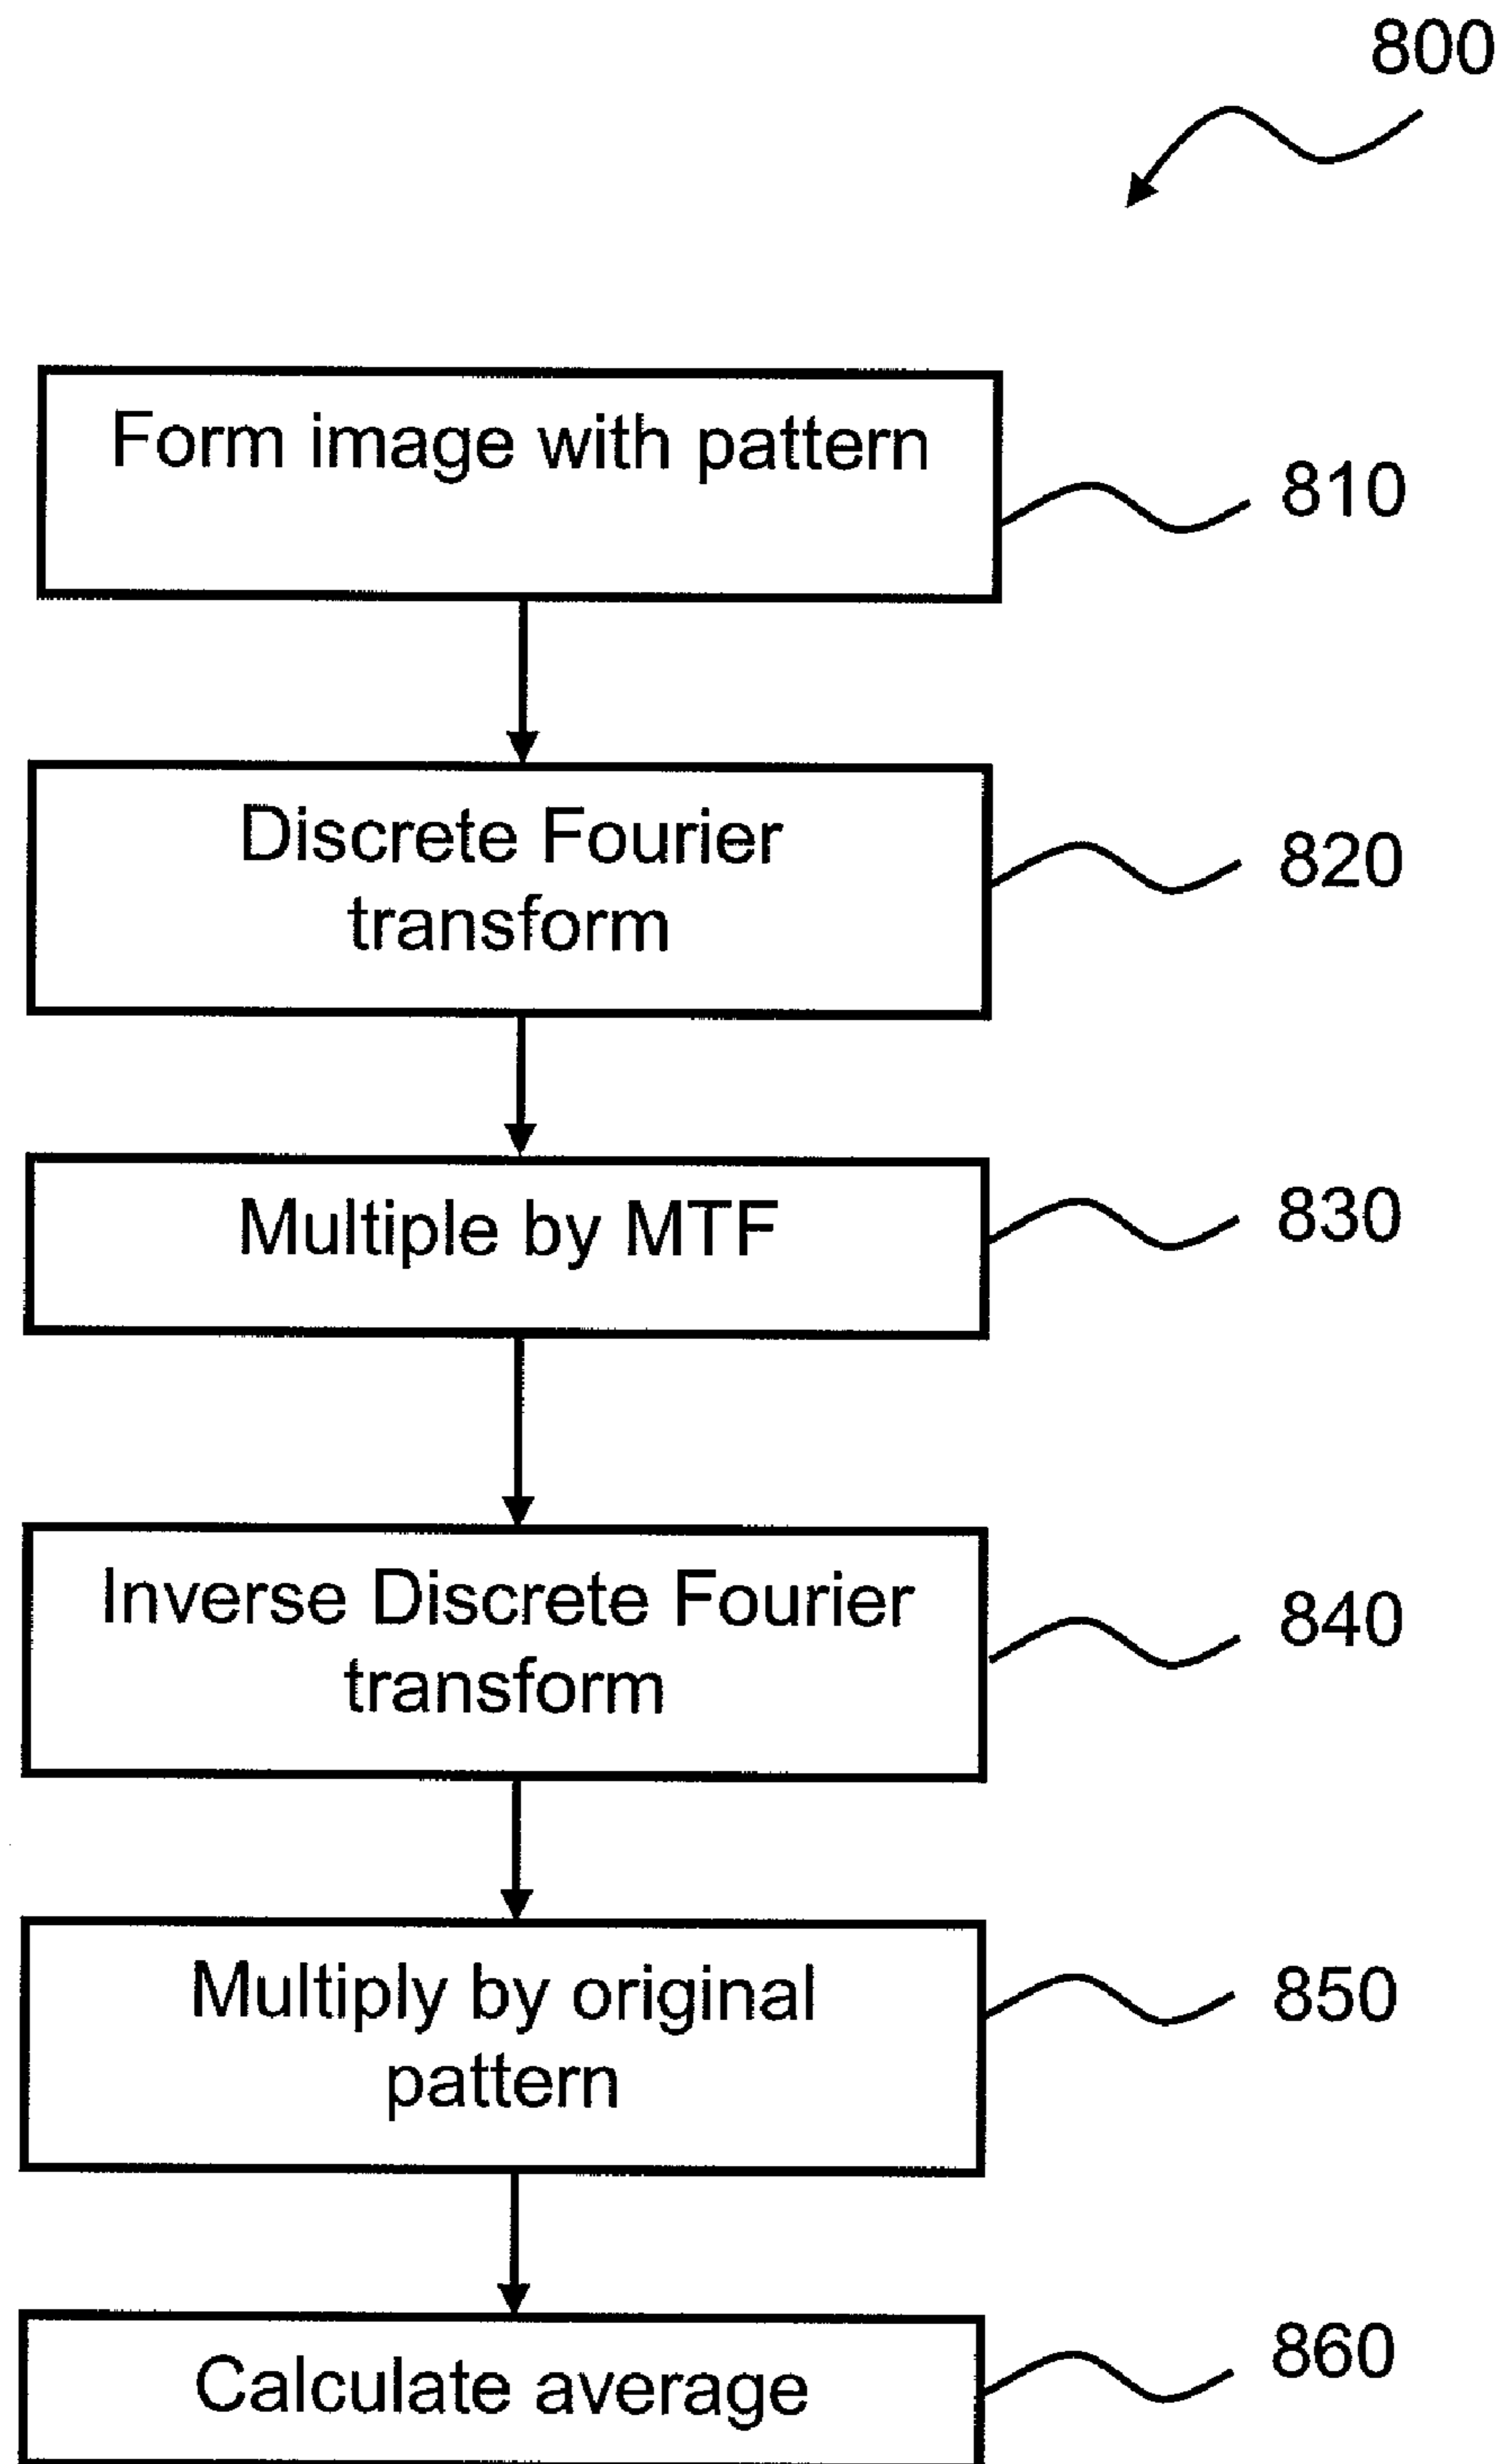 800
Form image with pattern
810
Discrete Fourier
transform
820
Multiple by MTF
830
Inverse Discrete Fourier
transform
840
Multiply by original
pattern
850
Calculate average
860